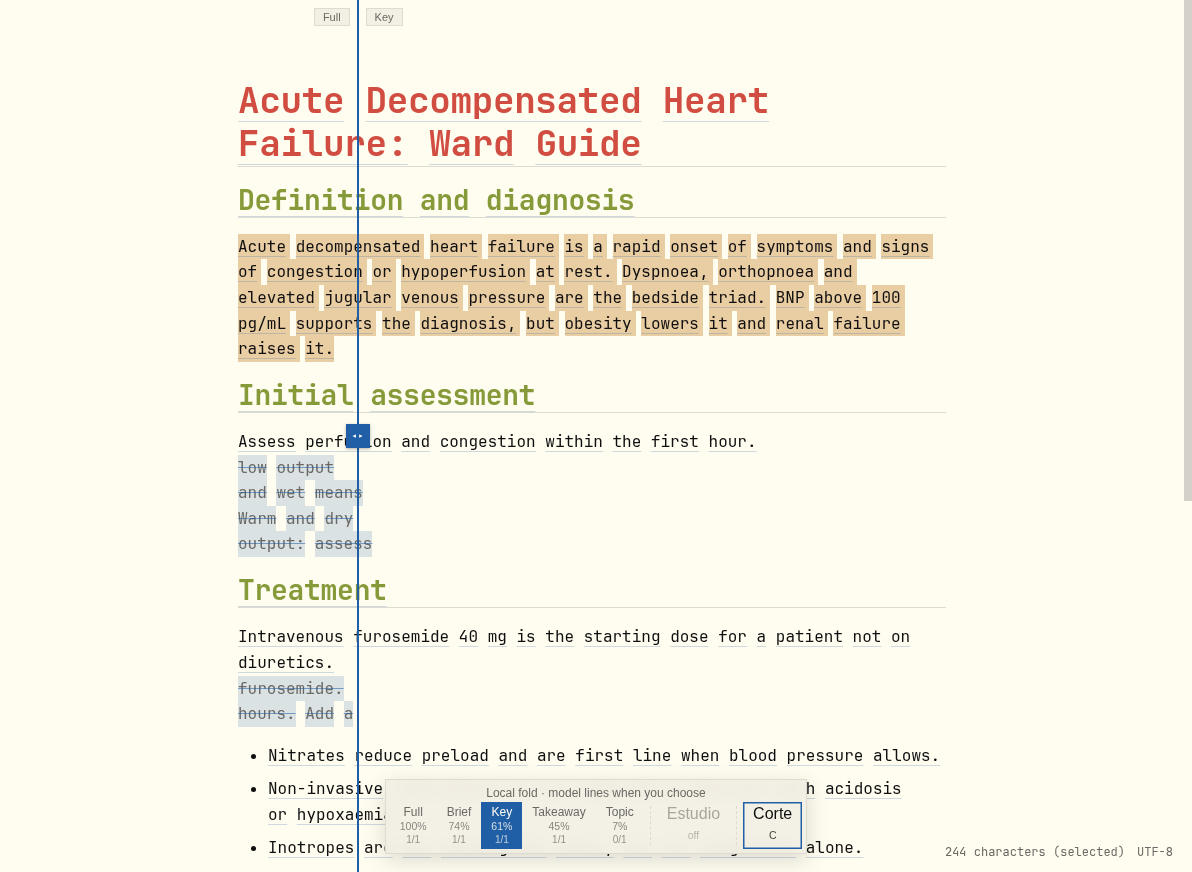 Full Key
Acute Decompensated Heart
Failure: Ward Guide
Definition and diagnosis
Acute decompensated heart failure is a rapid onset of symptoms and signs
of congestion or hypoperfusion at rest. Dyspnoea, orthopnoea and
elevated jugular venous pressure are the bedside triad. BNP above 100
pg/mL supports the diagnosis, but obesity lowers it and renal failure
raises it.
Initial assessment
Assess and congestion within the first hour.
low output
and wet means
Warm and dry
output: assess
Treatment
Intravenous furosemide 40 mg is the starting dose for a patient not on
diuretics.
furosemide.
hours. Add a
Nitrates reduce preload and are first line when blood pressure allows.
Non-invasive acidosis
or
Inotropes alone.
Local fold · model lines when you choose
Full Brief Key Takeaway Topic Estudio Corte
100% 74% 61% 45% 7% off C
1/1 1/1 1/1 1/1 0/1
244 characters (selected) UTF-8